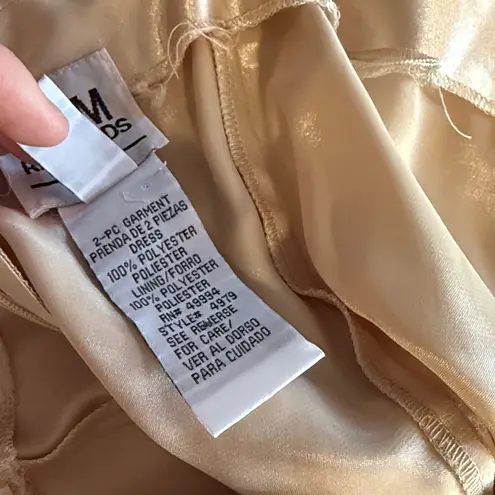 M
DS
2-PC GARMENT
PRENDA DE 2 PIEZAS
DRESS
100% POLYESTER
POLIESTER
LINING/FORRO
100% POLYESTER
POLIESTER
RN# 49994
STYLE# 4979
SEE REVERSE
FOR CARE/
VER AL DORSO
PARA CUIDADO